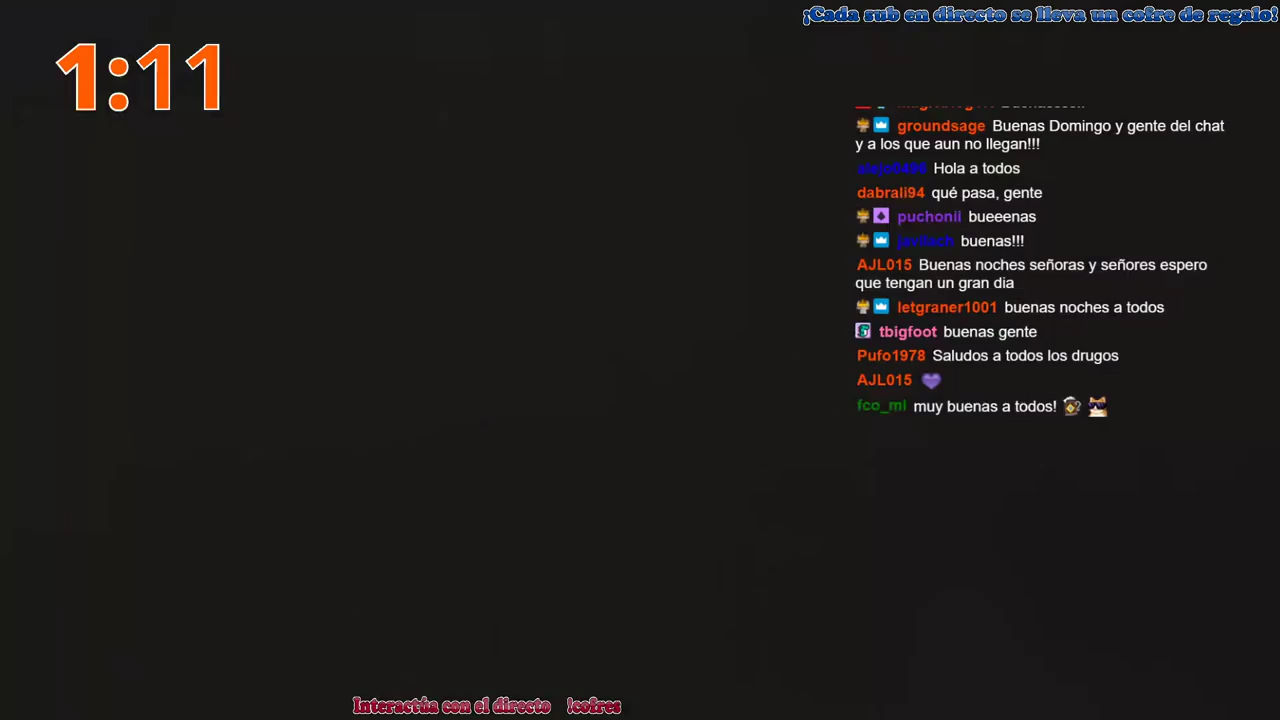 ¡Cada sub en directo se lleva un cofre de regalo!
1:11
groundsage Buenas Domingo y gente del chat
y a los que aun no llegan!!!
alejo0496 Hola a todos
dabrali94 qué pasa, gente
puchonii bueeenas
buenas!!!
AJL015 Buenas noches señoras y señores espero
que tengan un gran dia
letgraner1001 buenas noches a todos
tbigfoot buenas gente
Pufo1978 Saludos a todos los drugos
AJL015
fco_ml muy buenas a todos!
Interactúa con el directo !cofres